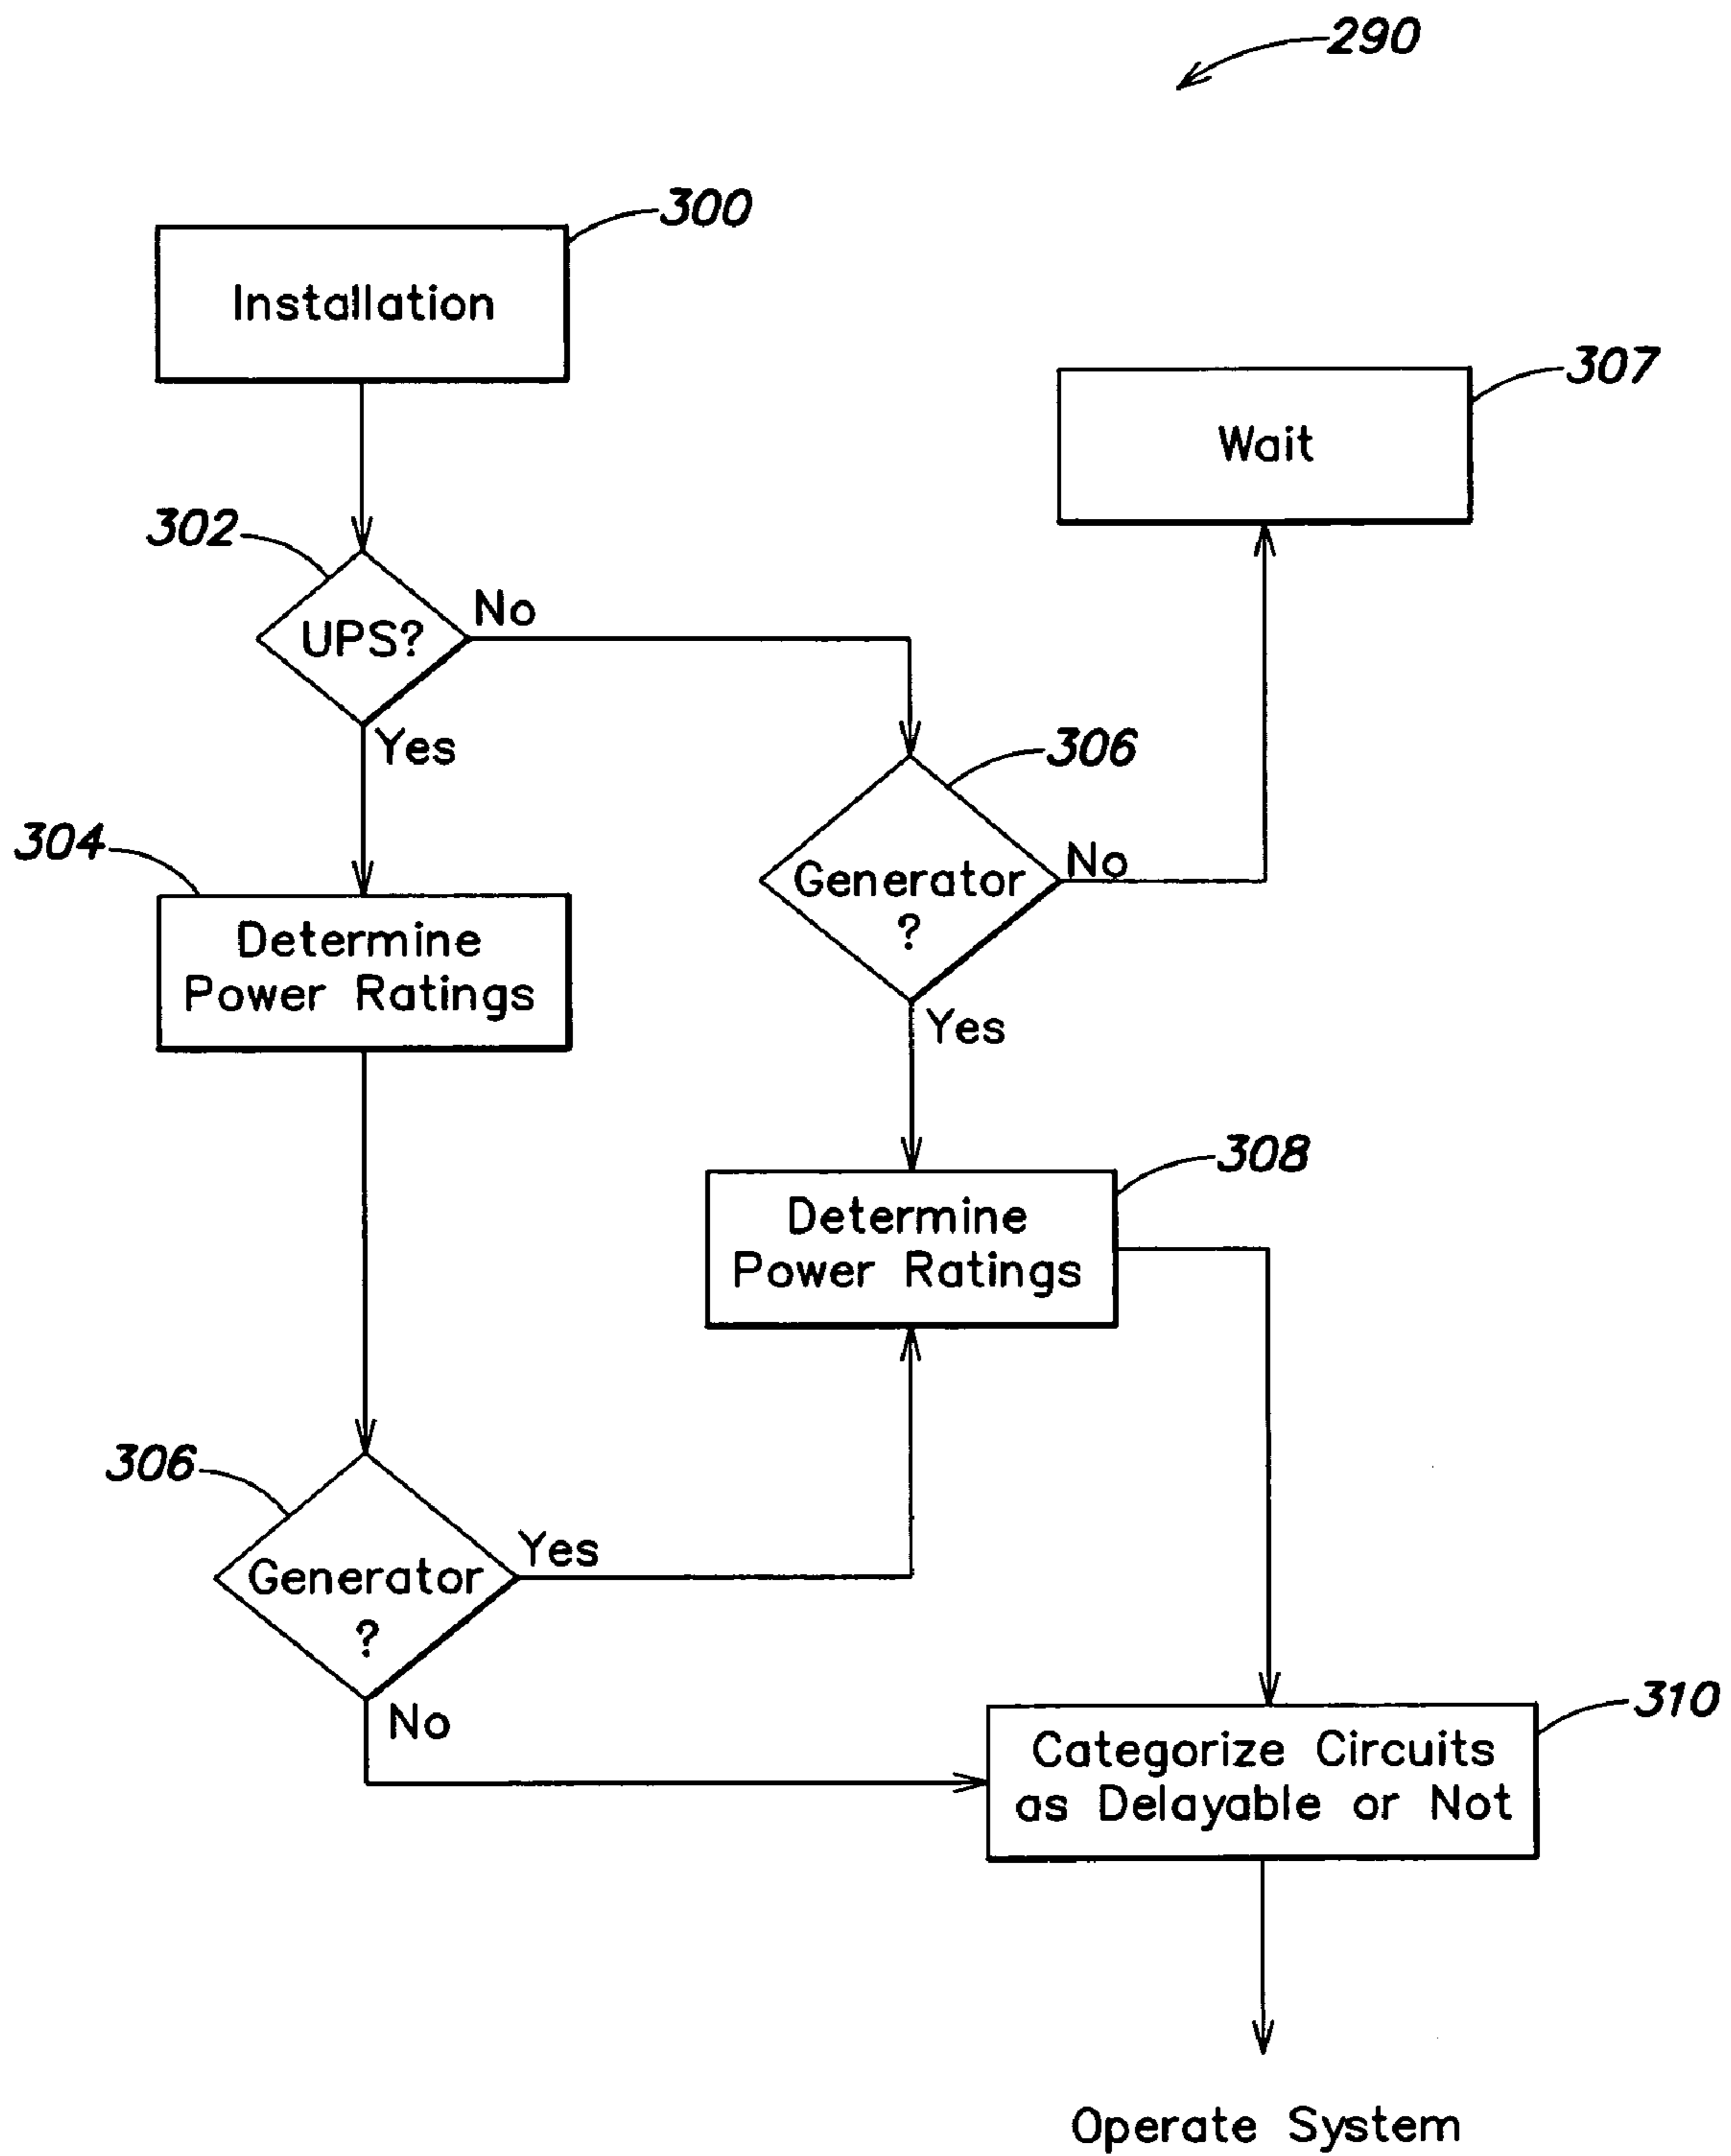 290
300
Installation
307
Wait
302
No
UPS?
Yes
306
304
No
Generator
?
Determine
Power Ratings
Yes
308
Determine
Power Ratings
306
Yes
Generator
?
No
310
Categorize Circuits
as Delayable or Not
Operate System